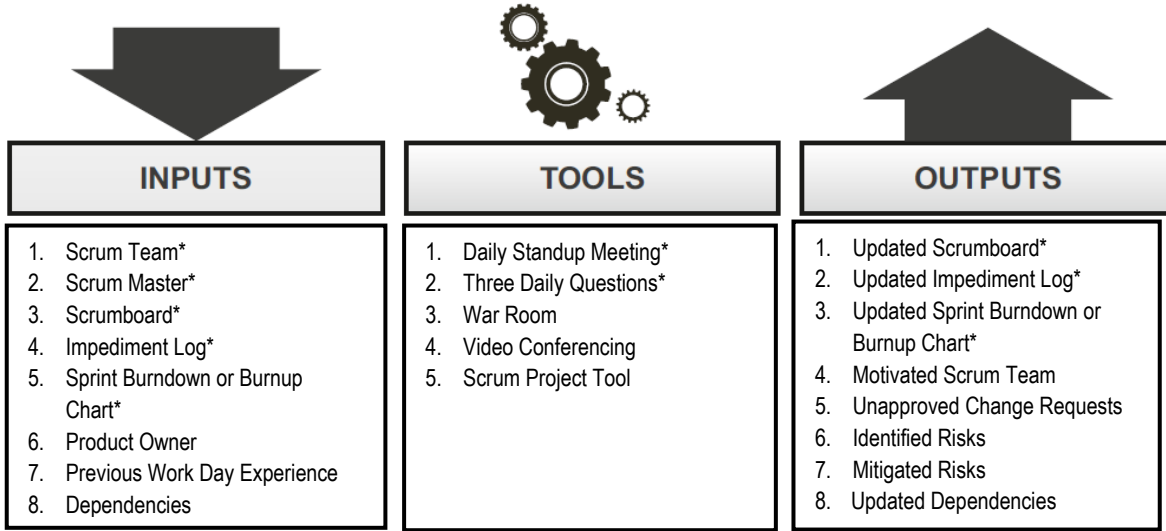 INPUTS
1. Scrum Team*
2. Scrum Master*
3. Scrumboard*
4. Impediment Log*
5. Sprint Burndown or Burnup
Chart*
6. Product Owner
7. Previous Work Day Experience
8. Dependencies
TOOLS
1. Daily Standup Meeting*
2. Three Daily Questions*
3. War Room
4. Video Conferencing
5. Scrum Project Tool
OUTPUTS
1. Updated Scrumboard*
2. Updated Impediment Log*
3. Updated Sprint Burndown or
Burnup Chart*
4. Motivated Scrum Team
5. Unapproved Change Requests
6. Identified Risks
7. Mitigated Risks
8. Updated Dependencies